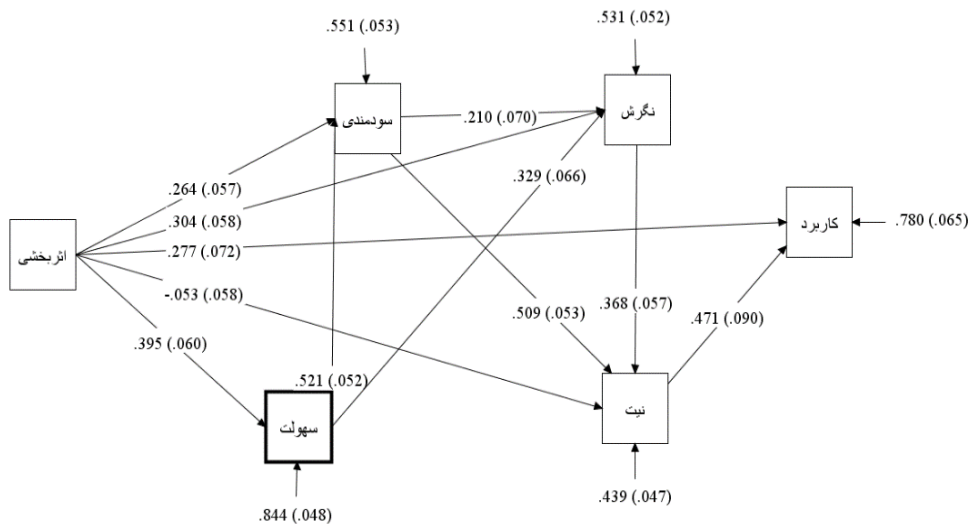 .551 (.053)
.531 (.052)
سودمندی
نگرش
.210 (.070)
.329 (.066)
.264 (.057)
.304 (.058)
.277 (.072)
اثربخشی
کاربرد
.780 (.065)
-.053 (.058)
.509 (.053)
.368 (.057)
.471 (.090)
.395 (.060)
.521 (.052)
سهولت
نیت
.844 (.048)
.439 (.047)